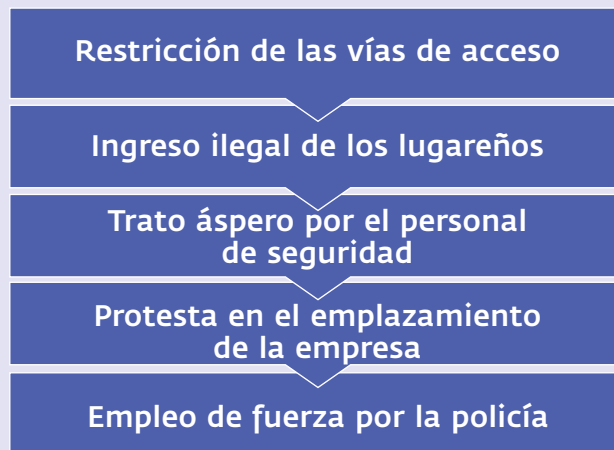 Restricción de las vías de acceso
Ingreso ilegal de los lugareños
Trato áspero por el personal
de seguridad
Protesta en el emplazamiento
de la empresa
Empleo de fuerza por la policía